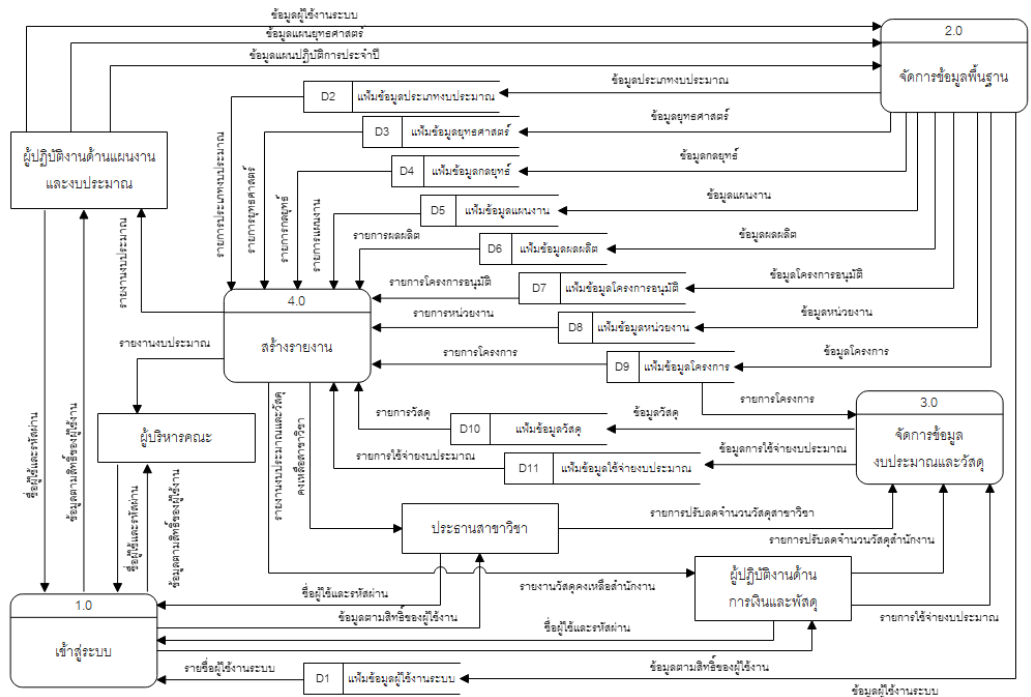 ข้อมูลผู้ใช้งานระบบ
ข้อมูลแผนยุทธศาสตร์
ข้อมูลแผนปฏิบัติการประจำปี
2.0
จัดการข้อมูลพื้นฐาน
ข้อมูลประเภทงบประมาณ
D2 แฟ้มข้อมูลประเภทงบประมาณ
ข้อมูลยุทธศาสตร์
D3 แฟ้มข้อมูลยุทธศาสตร์
ข้อมูลกลยุทธ์
D4 แฟ้มข้อมูลกลยุทธ์
ข้อมูลแผนงาน
D5 แฟ้มข้อมูลแผนงาน
ข้อมูลผลผลิต
D6 แฟ้มข้อมูลผลผลิต
ข้อมูลโครงการอนุมัติ
D7 แฟ้มข้อมูลโครงการอนุมัติ
ข้อมูลหน่วยงาน
D8 แฟ้มข้อมูลหน่วยงาน
ข้อมูลโครงการ
D9 แฟ้มข้อมูลโครงการ
ผู้ปฏิบัติงานด้านแผนงาน
และงบประมาณ
รายงานงบประมาณ
รายการประเภทงบประมาณ
รายการยุทธศาสตร์
รายการกลยุทธ์
รายการแผนงาน
รายการผลผลิต
รายการโครงการอนุมัติ
รายการหน่วยงาน
รายการโครงการ
4.0
สร้างรายงาน
รายงานงบประมาณ
ผู้บริหารคณะ
รายการโครงการ
3.0
จัดการข้อมูล
งบประมาณและวัสดุ
รายการวัสดุ
D10 แฟ้มข้อมูลวัสดุ
ข้อมูลวัสดุ
รายการใช้จ่ายงบประมาณ
D11 แฟ้มข้อมูลใช้จ่ายงบประมาณ
ข้อมูลการใช้จ่ายงบประมาณ
ชื่อผู้ใช้และรหัสผ่าน
ข้อมูลตามสิทธิ์ของผู้ใช้งาน
ชื่อผู้ใช้และรหัสผ่าน
ข้อมูลตามสิทธิ์ของผู้ใช้งาน
รายงานงบประมาณและวัสดุ
คงเหลือสาขาวิชา
ประธานสาขาวิชา
รายการปรับลดจำนวนวัสดุสาขาวิชา
รายการปรับลดจำนวนวัสดุสำนักงาน
ผู้ปฏิบัติงานด้าน
การเงินและพัสดุ
รายงานวัสดุคงเหลือสำนักงาน
รายการใช้จ่ายงบประมาณ
1.0
เข้าสู่ระบบ
ชื่อผู้ใช้และรหัสผ่าน
ข้อมูลตามสิทธิ์ของผู้ใช้งาน
ชื่อผู้ใช้และรหัสผ่าน
ข้อมูลตามสิทธิ์ของผู้ใช้งาน
รายชื่อผู้ใช้งานระบบ
D1 แฟ้มข้อมูลผู้ใช้งานระบบ
ข้อมูลผู้ใช้งานระบบ